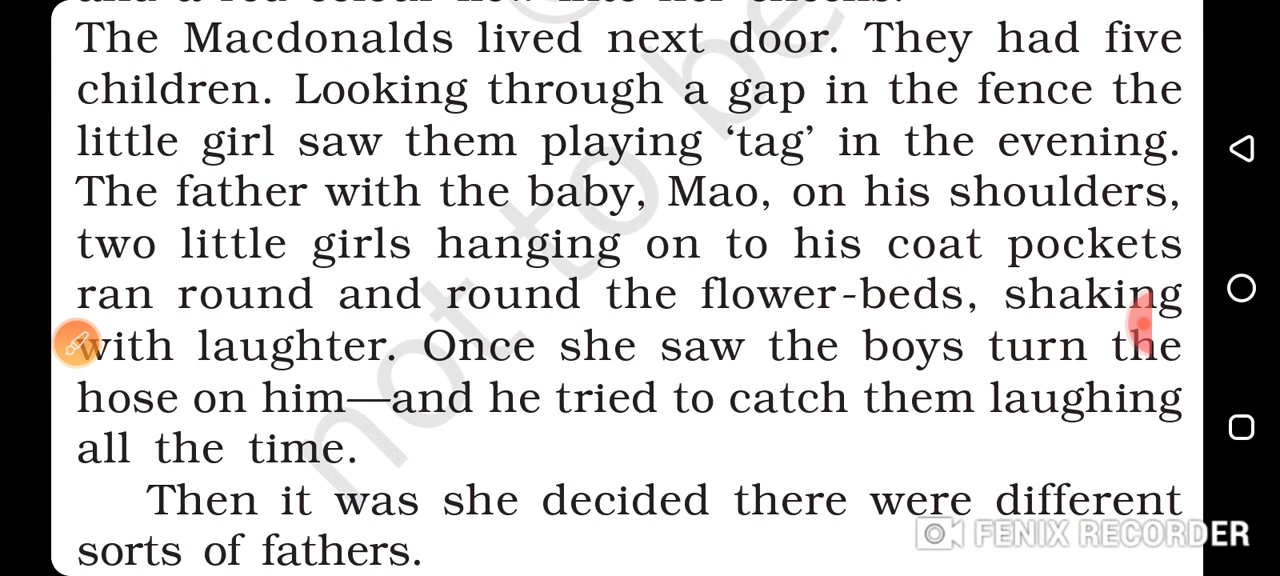 The Macdonalds lived next door. They had five
children. Looking through a gap in the fence the
little girl saw them playing ‘tag’ in the evening.
The father with the baby, Mao, on his shoulders,
two little girls hanging on to his coat pockets
ran round and round the flower-beds, shaking
with laughter. Once she saw the boys turn the
hose on him—and he tried to catch them laughing
all the time.
Then it was she decided there were different
sorts of fathers.
not to be
FENIX RECORDER